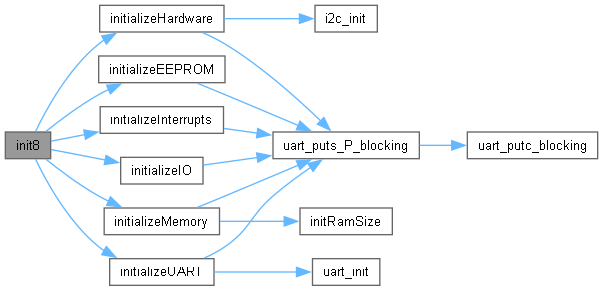 initializeHardware
i2c_init
initializeEEPROM
initializeInterrupts
init8
uart_puts_P_blocking
uart_putc_blocking
initializeIO
initializeMemory
initRamSize
initializeUART
uart_init